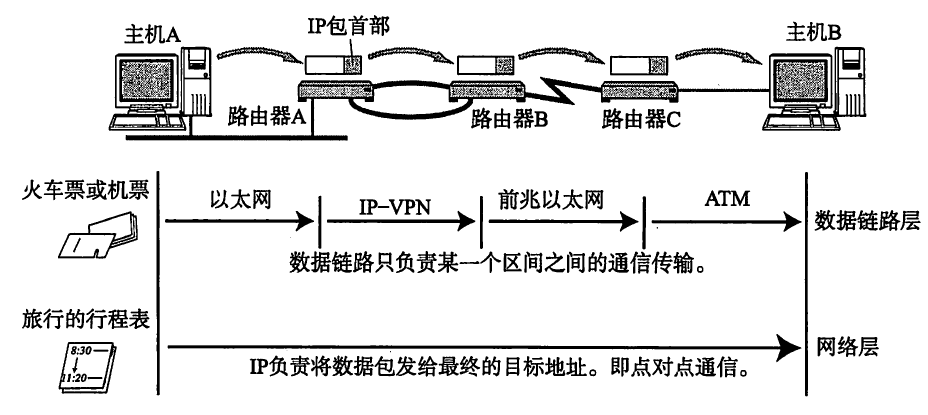 主机A
IP包首部
主机B
路由器A
路由器B
路由器C
火车票或机票
以太网
IP-VPN
前兆以太网
ATM
数据链路层
数据链路只负责某一个区间之间的通信传输。
旅行的行程表
8:30
11:20
网络层
IP负责将数据包发给最终的目标地址。即点对点通信。